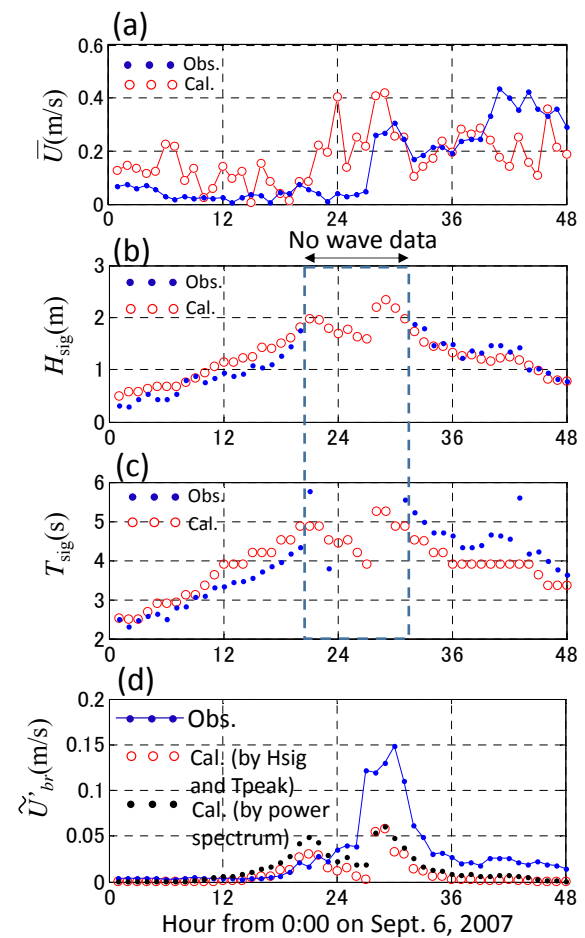 (a)
0.6
0.4
0.2
0
Obs.
Cal.
U̅(m/s)
0 12 24 36 48
No wave data
(b)
3
2
1
0
Obs.
Cal.
Hsig(m)
0 12 24 36 48
(c)
6
5
4
3
2
Obs.
Cal.
Tsig(s)
0 12 24 36 48
(d)
0.2
0.15
0.1
0.05
0
Obs.
Cal. (by Hsig
and Tpeak)
Cal. (by power
spectrum)
Ũ'br(m/s)
0 12 24 36 48
Hour from 0:00 on Sept. 6, 2007